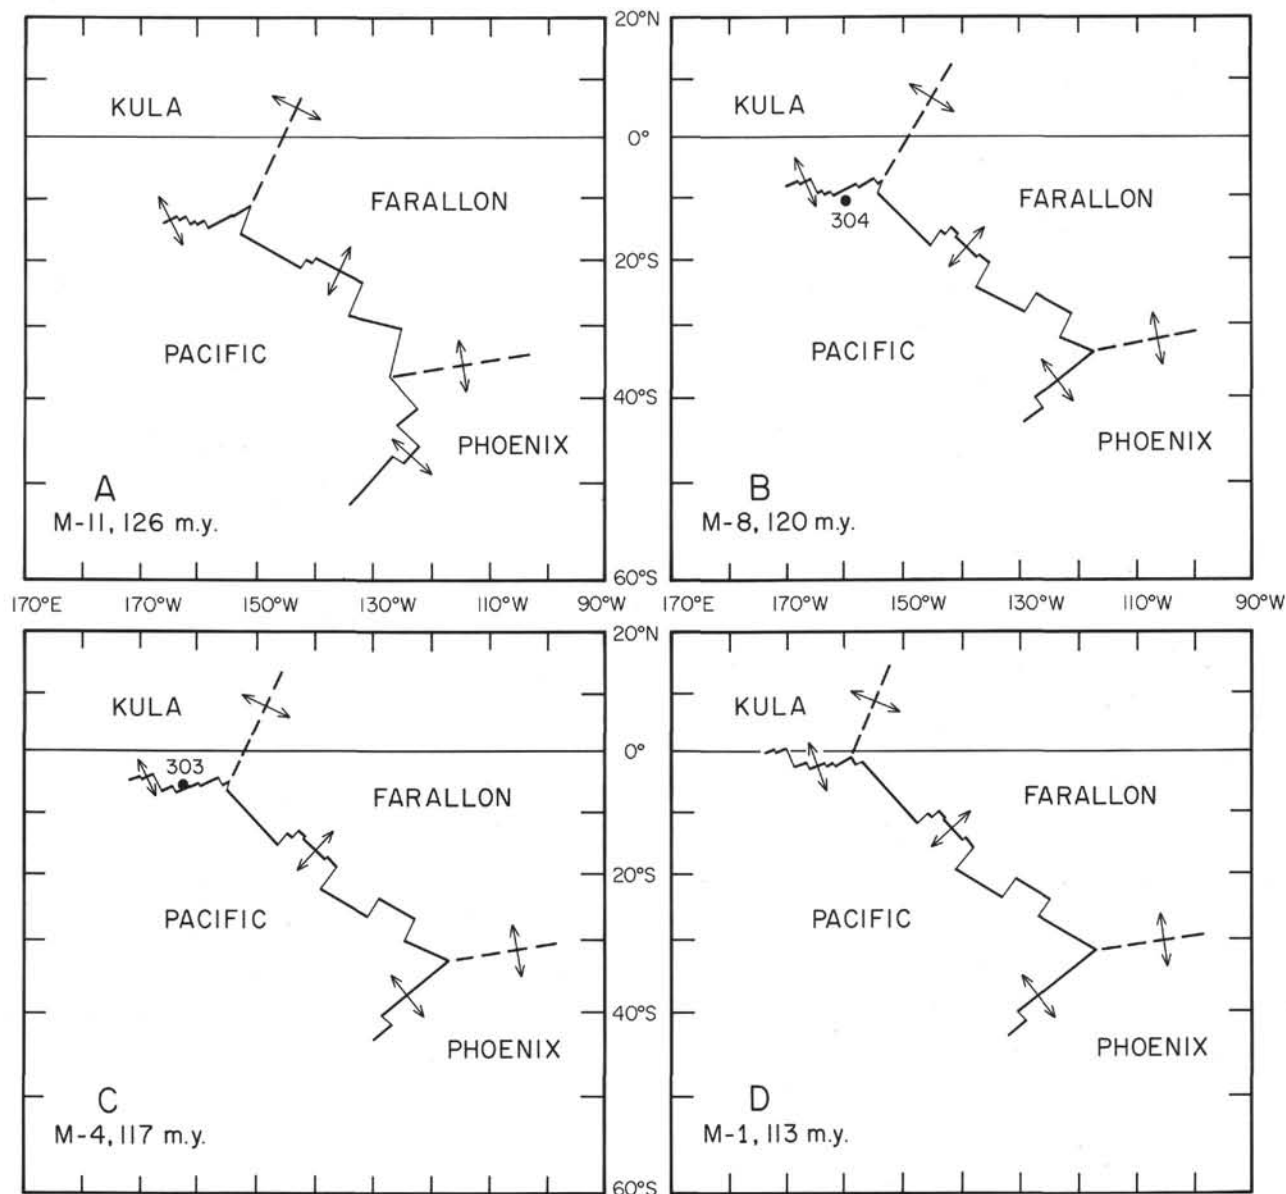 20°N
KULA
KULA
0°
FARALLON
FARALLON
304
20°S
PACIFIC
PACIFIC
40°S
PHOENIX
PHOENIX
A
B
M-11, 126 m.y.
M-8, 120 m.y.
60°S
170°E 170°W 150°W 130°W 110°W 90°W
170°W 150°W 130°W 110°W 90°W
20°N
KULA
KULA
0°
303
FARALLON
FARALLON
20°S
PACIFIC
PACIFIC
40°S
PHOENIX
PHOENIX
C
D
M-4, 117 m.y.
M-1, 113 m.y.
60°S